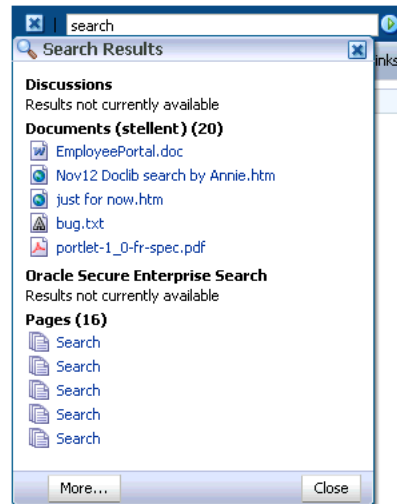 search
Search Results
inks
Discussions
Results not currently available
Documents (stellent) (20)
EmployeePortal.doc
Nov12 Doclib search by Annie.htm
just for now.htm
bug.txt
portlet-1_0-fr-spec.pdf
Oracle Secure Enterprise Search
Results not currently available
Pages (16)
Search
Search
Search
Search
Search
More...
Close